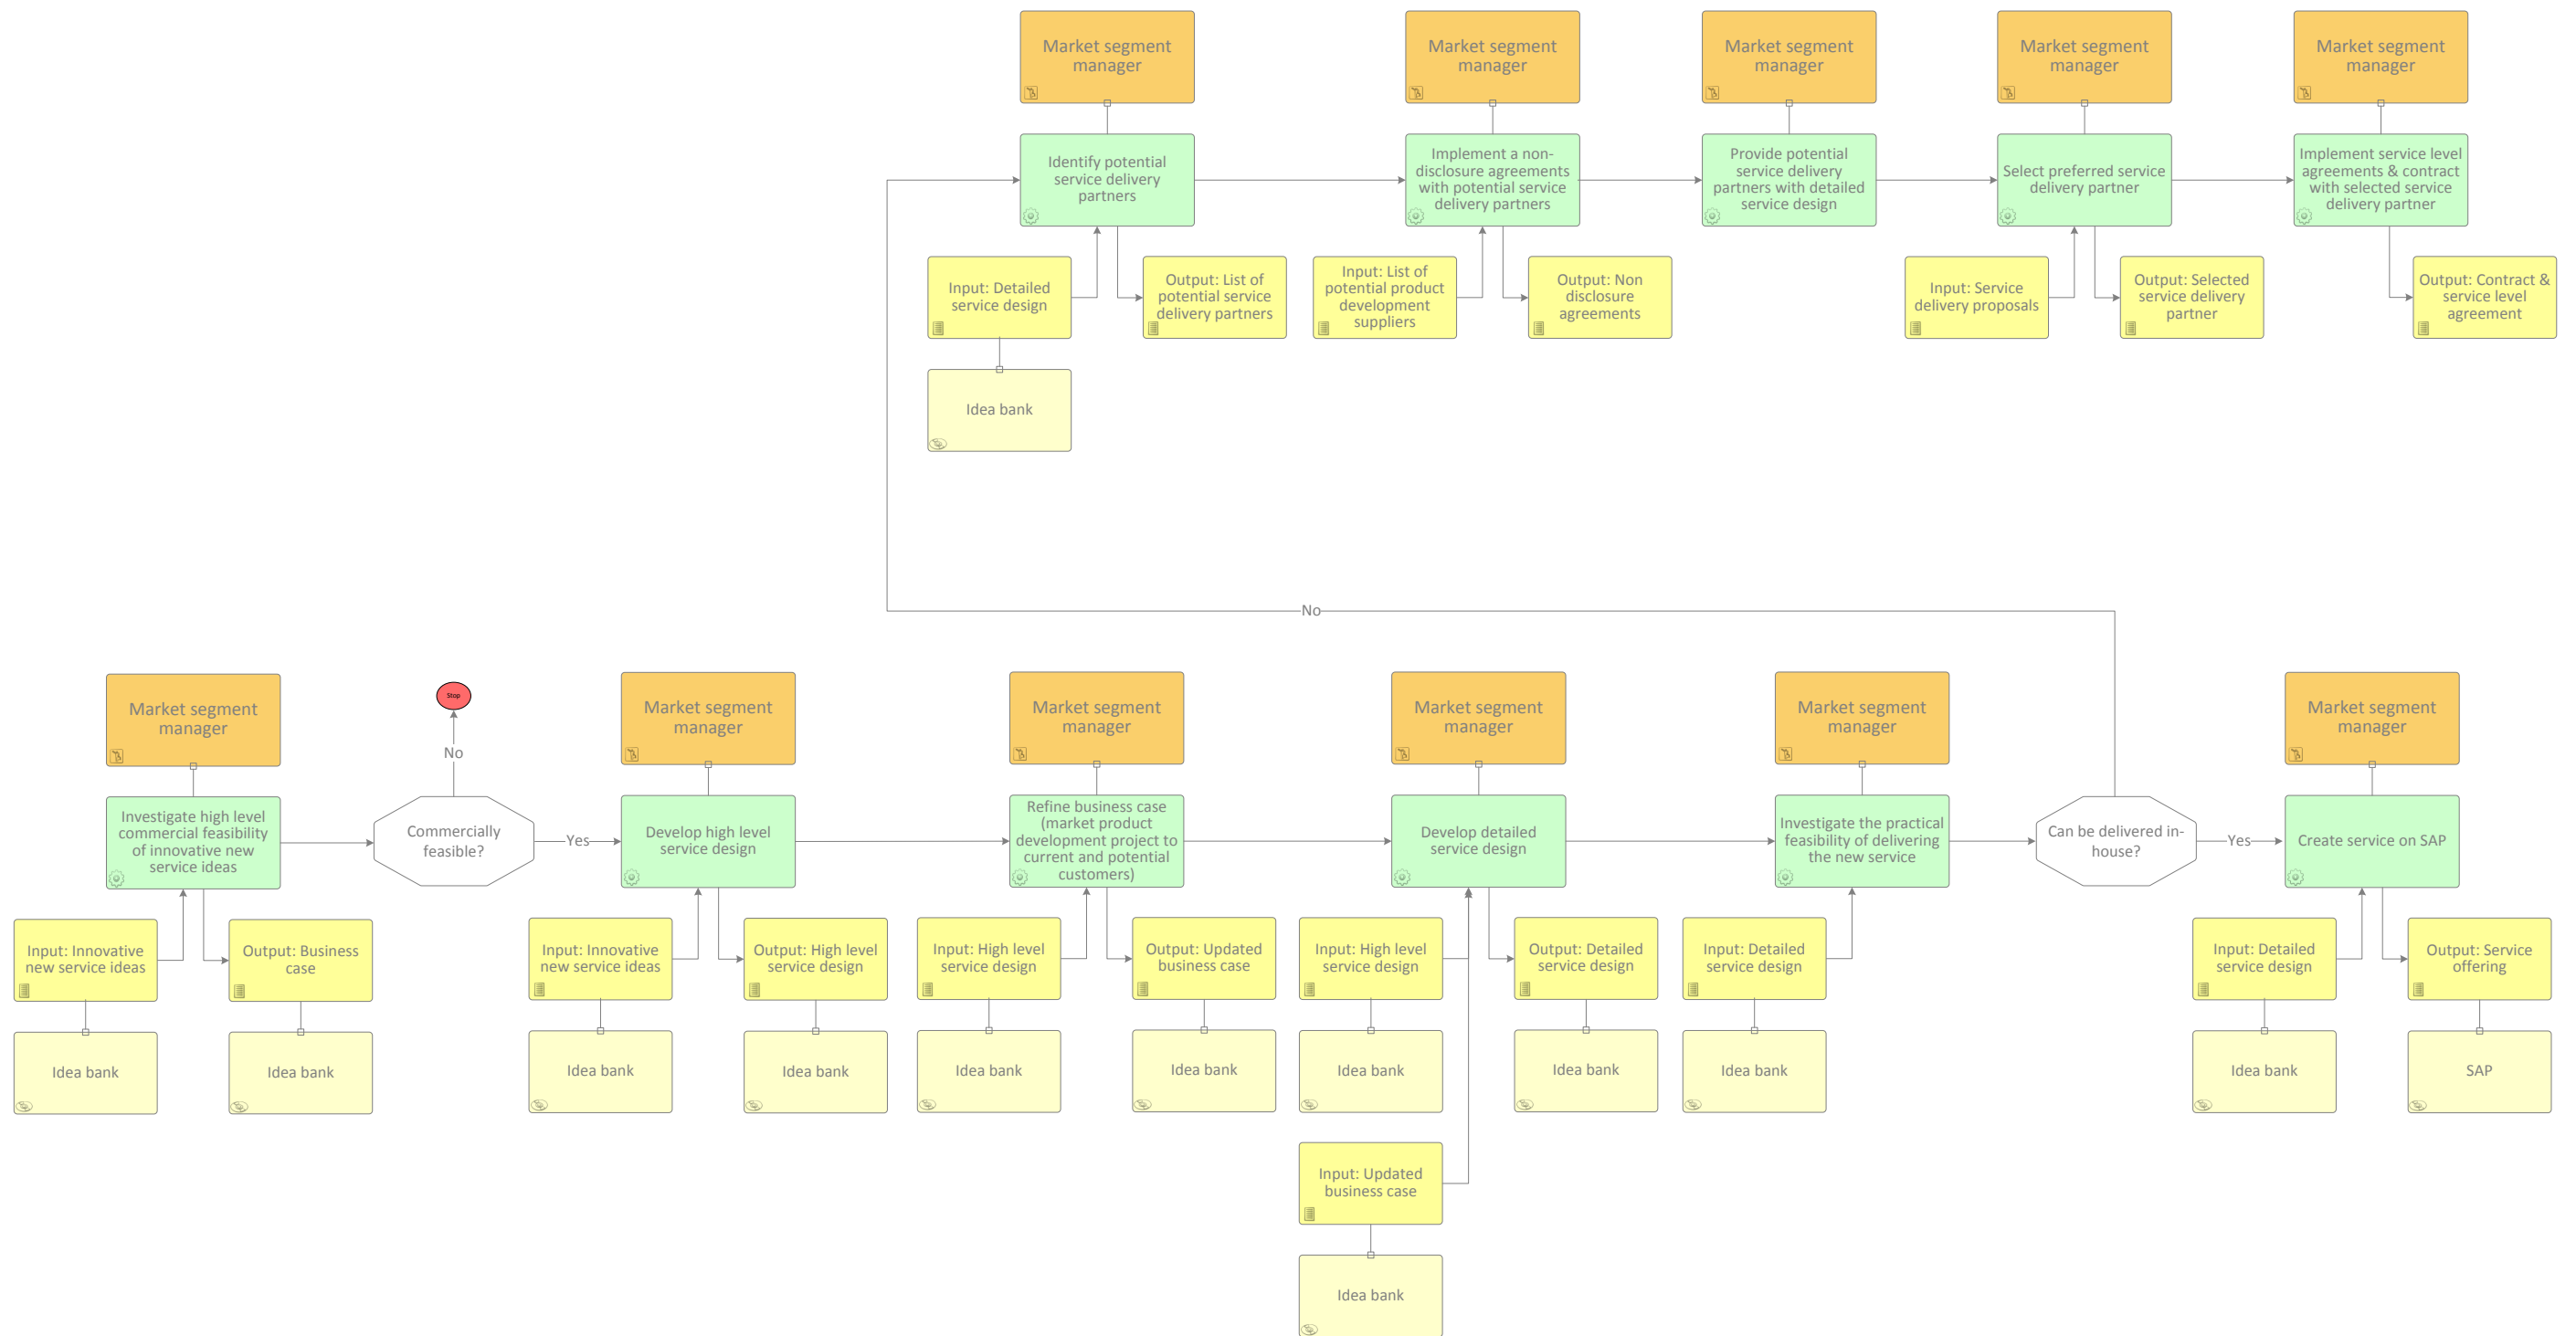 Market segment
manager
Market segment
manager
Market segment
manager
Market segment
manager
Market segment
manager
Identify potential
service delivery
partners
Implement a non-
disclosure agreements
with potential service
delivery partners
Provide potential
service delivery
partners with detailed
service design
Select preferred service
delivery partner
Implement service level
agreements & contract
with selected service
delivery partner
Input: Detailed
service design
Output: List of
potential service
delivery partners
Input: List of
potential product
development
suppliers
Output: Non
disclosure
agreements
Input: Service
delivery proposals
Output: Selected
service delivery
partner
Output: Contract &
service level
agreement
Idea bank
No
Market segment
manager
Stop
No
Market segment
manager
Market segment
manager
Market segment
manager
Market segment
manager
Market segment
manager
Investigate high level
commercial feasibility
of innovative new
service ideas
Commercially
feasible?
Yes
Develop high level
service design
Refine business case
(market product
development project to
current and potential
customers)
Develop detailed
service design
Investigate the practical
feasibility of delivering
the new service
Can be delivered in-
house?
Yes
Create service on SAP
Input: Innovative
new service ideas
Output: Business
case
Input: Innovative
new service ideas
Output: High level
service design
Input: High level
service design
Output: Updated
business case
Input: High level
service design
Output: Detailed
service design
Input: Detailed
service design
Input: Detailed
service design
Output: Service
offering
Idea bank
Idea bank
Idea bank
Idea bank
Idea bank
Idea bank
Idea bank
Idea bank
Idea bank
Idea bank
SAP
Input: Updated
business case
Idea bank